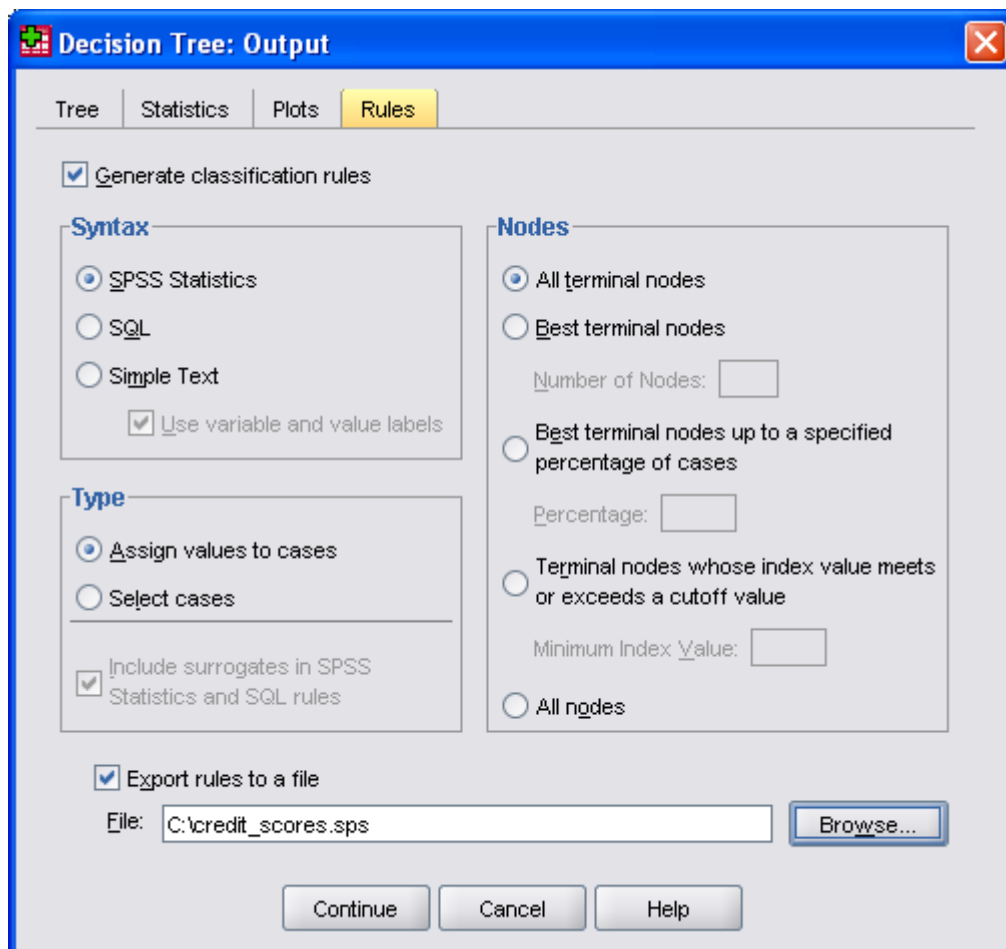 Decision Tree: Output
Tree Statistics Plots Rules
Generate classification rules
Syntax
SPSS Statistics
SQL
Simple Text
Use variable and value labels
Type
Assign values to cases
Select cases
Include surrogates in SPSS
Statistics and SQL rules
Nodes
All terminal nodes
Best terminal nodes
Number of Nodes:
Best terminal nodes up to a specified
percentage of cases
Percentage:
Terminal nodes whose index value meets
or exceeds a cutoff value
Minimum Index Value:
All nodes
Export rules to a file
File: C:\credit_scores.sps Browse...
Continue Cancel Help